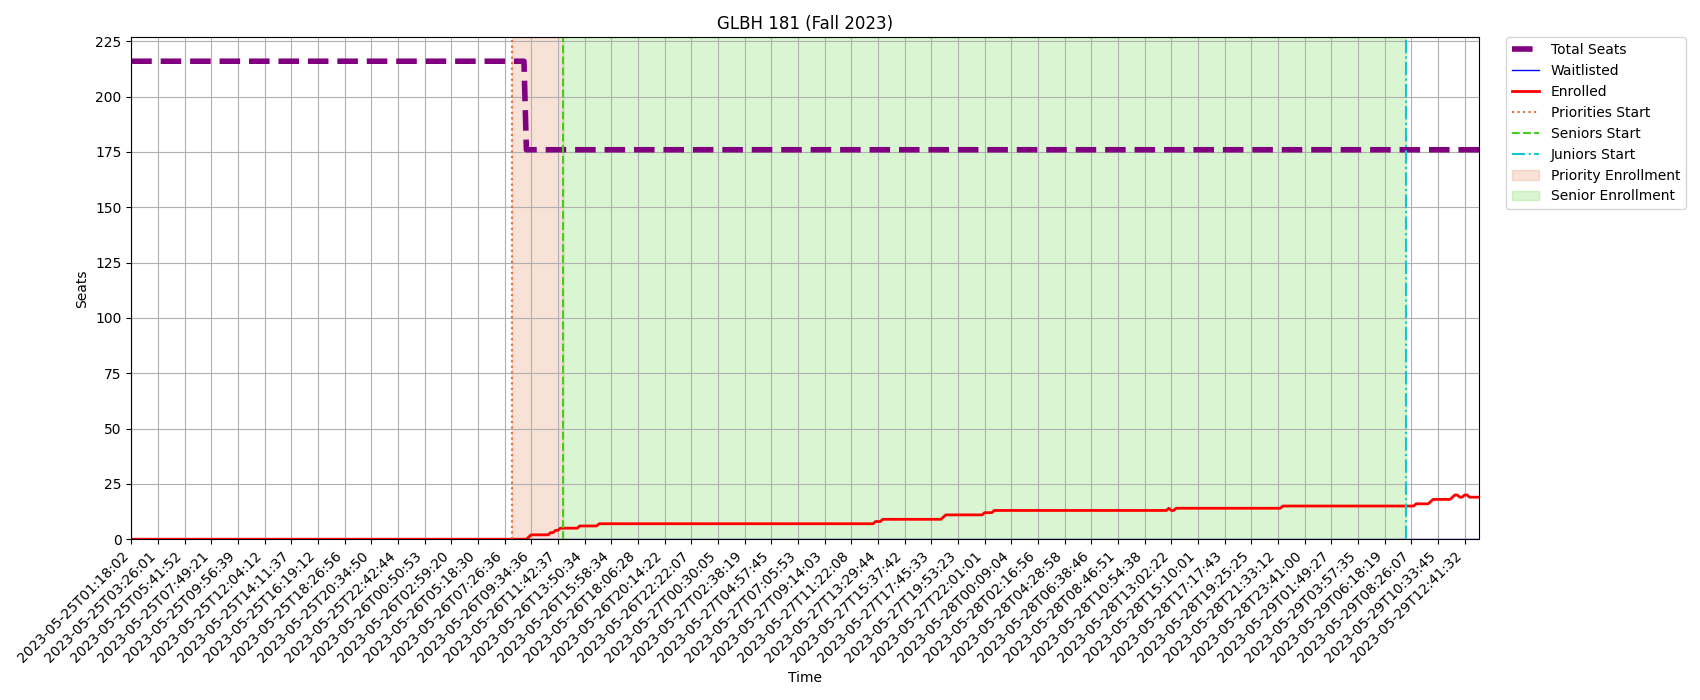 GLBH 181 (Fall 2023)
225
200
175
150
125
100
75
50
25
0
Seats
2023-05-25T01:18:02
2023-05-25T03:26:01
2023-05-25T05:41:52
2023-05-25T07:49:21
2023-05-25T09:56:39
2023-05-25T12:04:12
2023-05-25T14:11:37
2023-05-25T16:19:12
2023-05-25T18:26:56
2023-05-25T20:34:50
2023-05-25T22:42:44
2023-05-26T00:50:53
2023-05-26T02:59:20
2023-05-26T05:18:30
2023-05-26T07:26:36
2023-05-26T09:34:36
2023-05-26T11:42:37
2023-05-26T13:50:34
2023-05-26T15:58:34
2023-05-26T18:06:28
2023-05-26T20:14:22
2023-05-26T22:22:07
2023-05-27T00:30:05
2023-05-27T02:38:19
2023-05-27T04:57:45
2023-05-27T07:05:53
2023-05-27T09:14:03
2023-05-27T11:22:08
2023-05-27T13:29:44
2023-05-27T15:37:42
2023-05-27T17:45:33
2023-05-27T19:53:23
2023-05-27T22:01:01
2023-05-28T00:09:04
2023-05-28T02:16:56
2023-05-28T04:28:58
2023-05-28T06:38:46
2023-05-28T08:46:51
2023-05-28T10:54:38
2023-05-28T13:02:22
2023-05-28T15:10:01
2023-05-28T17:17:43
2023-05-28T19:25:25
2023-05-28T21:33:12
2023-05-28T23:41:00
2023-05-29T01:49:27
2023-05-29T03:57:35
2023-05-29T06:18:19
2023-05-29T08:26:07
2023-05-29T10:33:45
2023-05-29T12:41:32
Time
Total Seats
Waitlisted
Enrolled
Priorities Start
Seniors Start
Juniors Start
Priority Enrollment
Senior Enrollment